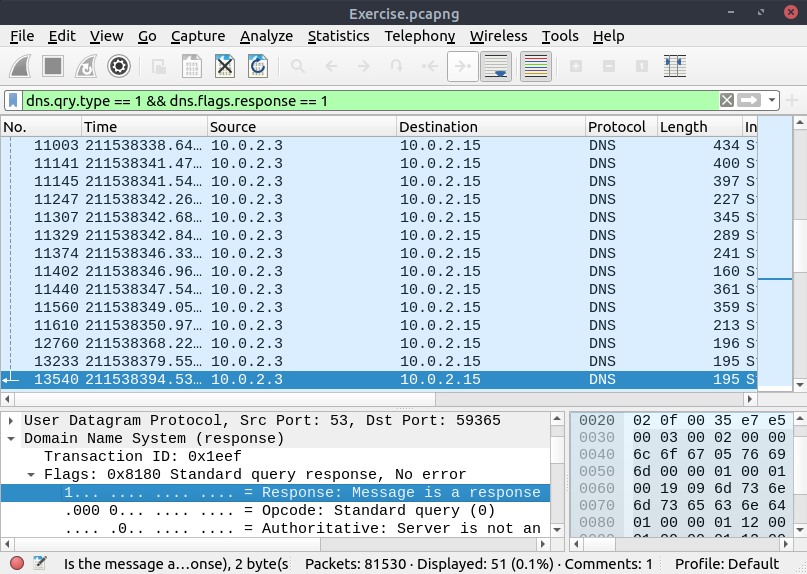 Exercise.pcapng
File Edit View Go Capture Analyze Statistics Telephony Wireless Tools Help
dns.qry.type == 1 && dns.flags.response == 1
No. Time Source Destination Protocol Length In
11003 211538338.64… 10.0.2.3 10.0.2.15 DNS 434 S
11141 211538341.47… 10.0.2.3 10.0.2.15 DNS 400 S
11145 211538341.54… 10.0.2.3 10.0.2.15 DNS 397 S
11247 211538342.26… 10.0.2.3 10.0.2.15 DNS 227 S
11307 211538342.68… 10.0.2.3 10.0.2.15 DNS 345 S
11329 211538342.84… 10.0.2.3 10.0.2.15 DNS 289 S
11374 211538346.33… 10.0.2.3 10.0.2.15 DNS 241 S
11402 211538346.96… 10.0.2.3 10.0.2.15 DNS 160 S
11440 211538347.54… 10.0.2.3 10.0.2.15 DNS 361 S
11560 211538349.05… 10.0.2.3 10.0.2.15 DNS 359 S
11610 211538350.97… 10.0.2.3 10.0.2.15 DNS 213 S
12760 211538368.22… 10.0.2.3 10.0.2.15 DNS 196 S
13233 211538379.55… 10.0.2.3 10.0.2.15 DNS 195 S
13540 211538394.53… 10.0.2.3 10.0.2.15 DNS 195 S
User Datagram Protocol, Src Port: 53, Dst Port: 59365
Domain Name System (response)
Transaction ID: 0x1eef
Flags: 0x8180 Standard query response, No error
1... .... .... .... = Response: Message is a response
.000 0... .... .... = Opcode: Standard query (0)
.... .0.. .... .... = Authoritative: Server is not an
0020 02 0f 00 35 e7 e5
0030 00 03 00 02 00 00
0040 6c 6f 67 05 76 69
0050 6d 00 00 01 00 01
0060 00 19 09 6d 73 6e
0070 6d 73 65 63 6e 64
0080 01 00 00 01 12 00
Is the message a…onse), 2 byte(s Packets: 81530 · Displayed: 51 (0.1%) · Comments: 1 Profile: Default